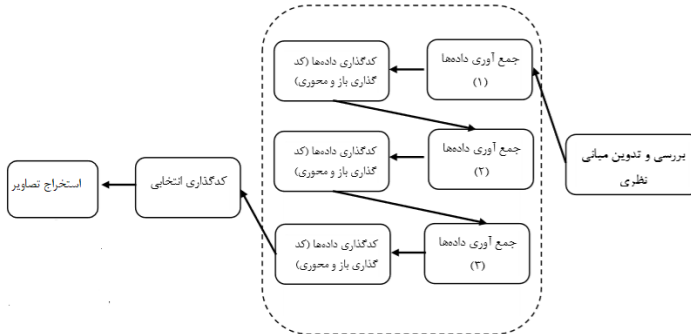 بررسی و تدوین مبانی
نظری
جمع آوری داده‌ها
(۱)
کدگذاری داده‌ها (کد
گذاری باز و محوری)
جمع آوری داده‌ها
(۲)
کدگذاری داده‌ها (کد
گذاری باز و محوری)
جمع آوری داده‌ها
(۳)
کدگذاری داده‌ها (کد
گذاری باز و محوری)
کدگذاری انتخابی
استخراج تصاویر